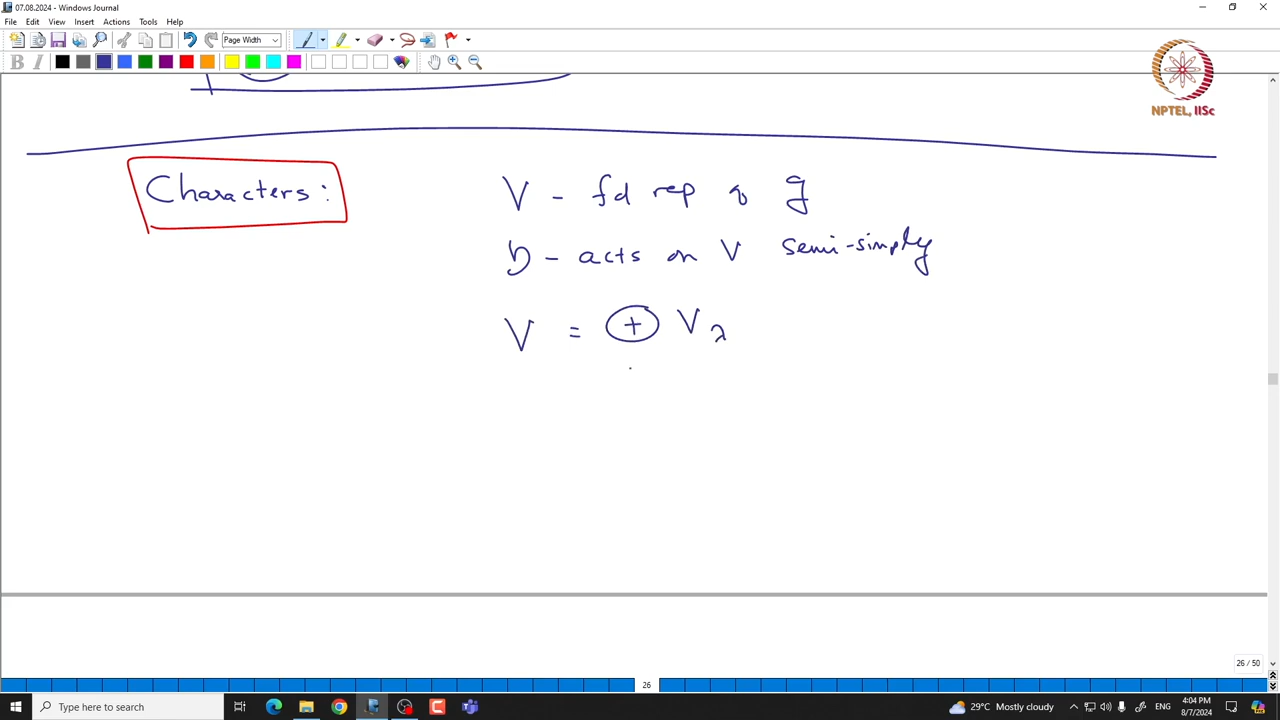 07.08.2024 - Windows Journal
File Edit View Insert Actions Tools Help
Page Width
B I
NPTEL, IISc
Characters:
V - fd rep of 𝔤
𝔥 - acts on V semi-simply
V = ⊕ V_λ
26 / 50
26
Type here to search
29°C Mostly cloudy
4:04 PM
8/7/2024